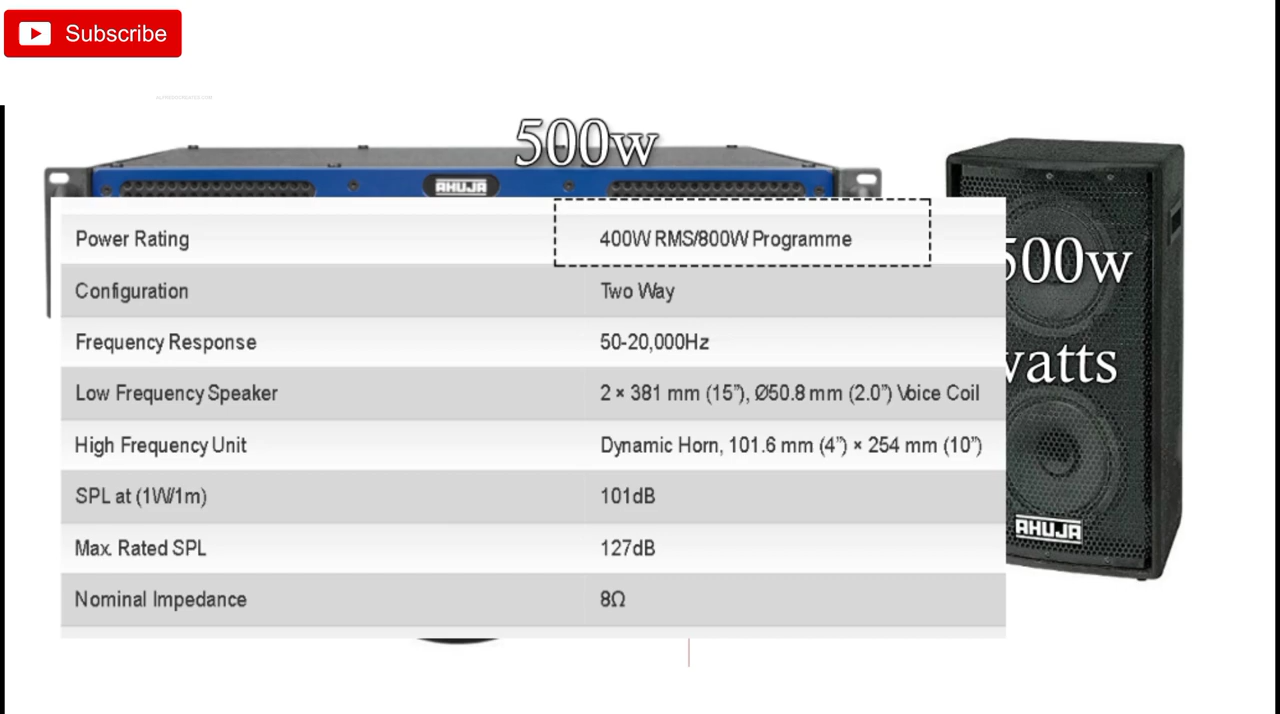 Subscribe
500w
AHUJA
Power Rating 400W RMS/800W Programme
Configuration Two Way
Frequency Response 50-20,000Hz
Low Frequency Speaker 2 × 381 mm (15”), Ø50.8 mm (2.0”) Voice Coil
High Frequency Unit Dynamic Horn, 101.6 mm (4”) × 254 mm (10”)
SPL at (1W/1m) 101dB
Max. Rated SPL 127dB
Nominal Impedance 8Ω
500w
watts
AHUJA